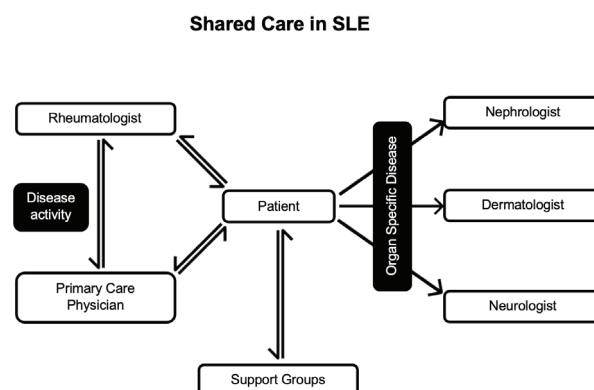 Shared Care in SLE
Rheumatologist
Nephrologist
Disease
activity
Patient
Organ Specific Disease
Dermatologist
Primary Care
Physician
Neurologist
Support Groups